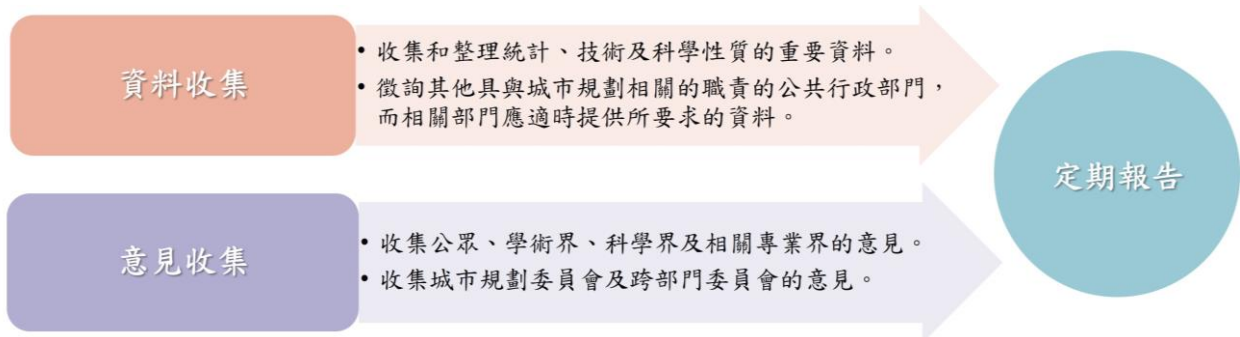 資料收集
• 收集和整理統計、技術及科學性質的重要資料。
• 徵詢其他具與城市規劃相關的職責的公共行政部門，
而相關部門應適時提供所要求的資料。
意見收集
• 收集公眾、學術界、科學界及相關專業界的意見。
• 收集城市規劃委員會及跨部門委員會的意見。
定期報告